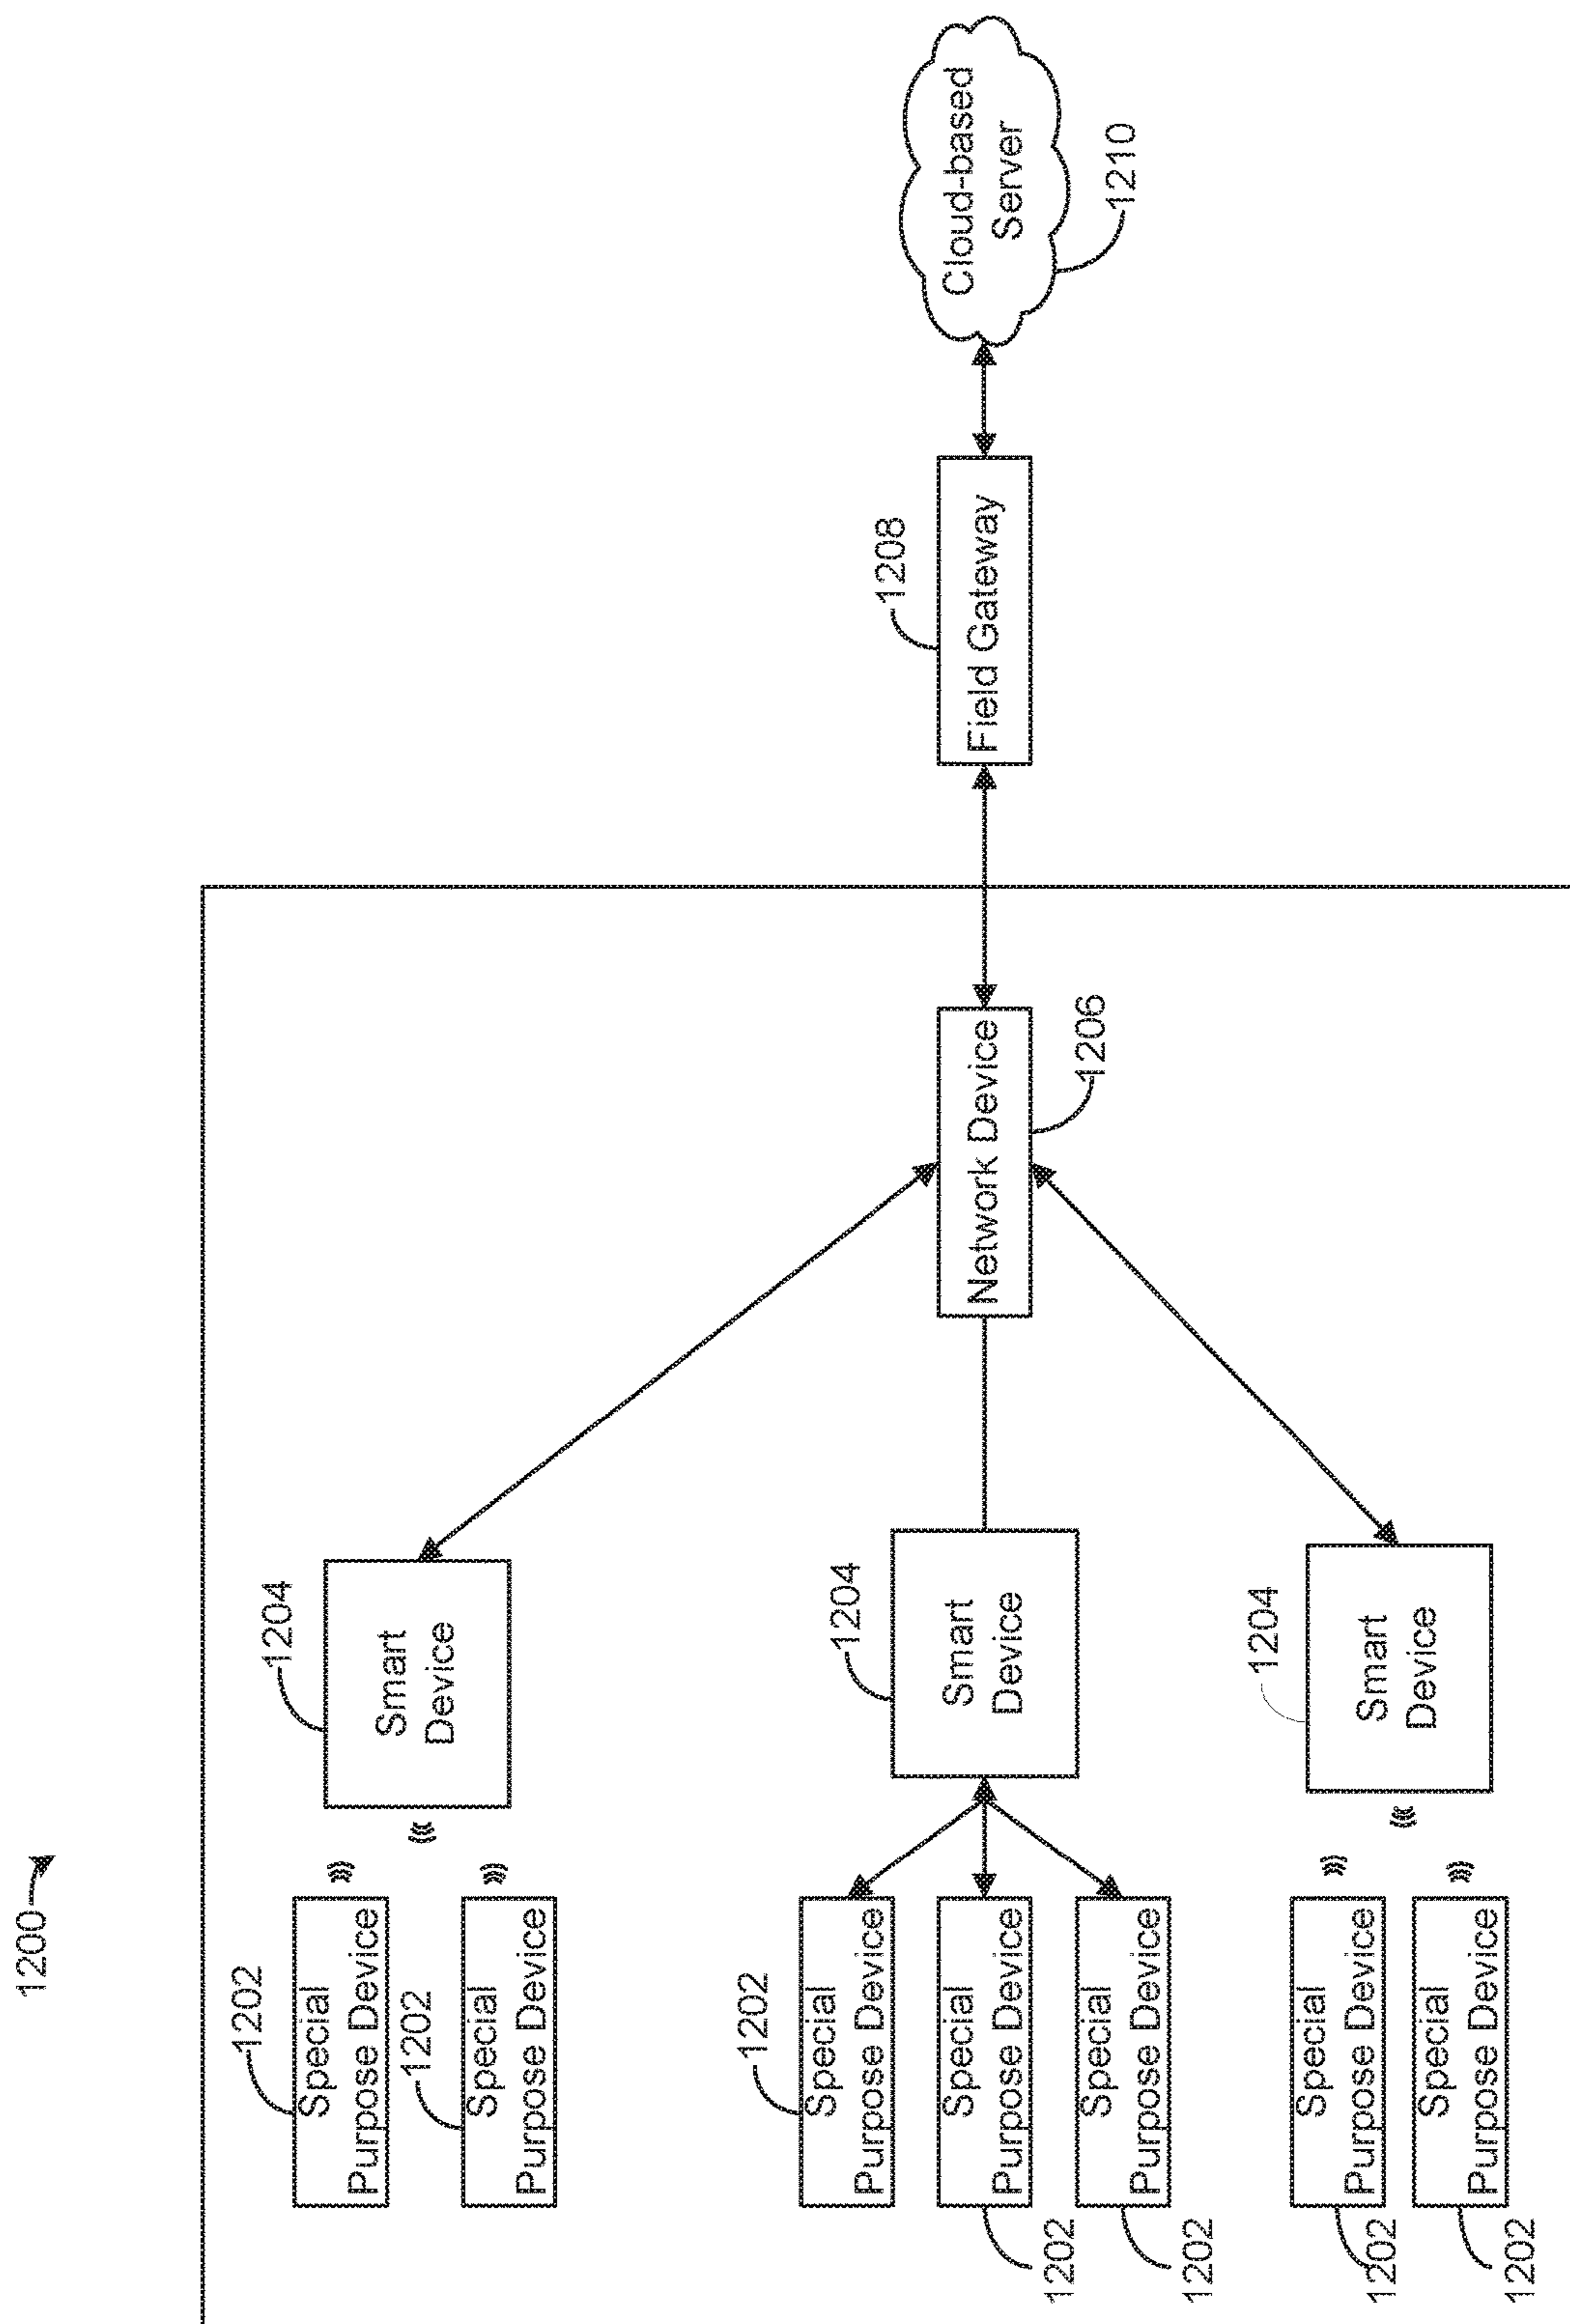 1200
1202
Special
Purpose Device
1202
Special
Purpose Device
1204
Smart
Device
1202
Special
Purpose Device
Special
Purpose Device
1202
Special
Purpose Device
1202
1204
Smart
Device
Special
Purpose Device
1202
Special
Purpose Device
1202
1204
Smart
Device
Network Device
1206
1208
Field Gateway
Cloud-based
Server
1210